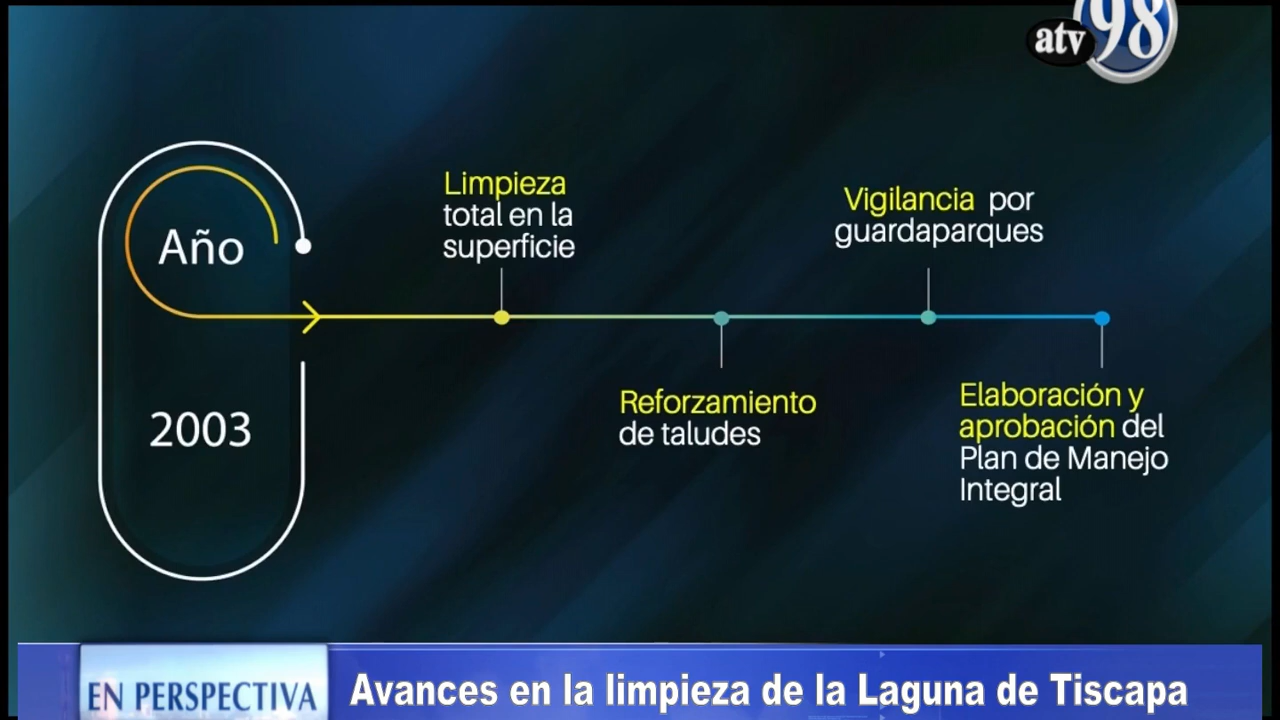 atv 98
Año
2003
Limpieza
total en la
superficie
Reforzamiento
de taludes
Vigilancia por
guardaparques
Elaboración y
aprobación del
Plan de Manejo
Integral
EN PERSPECTIVA
Avances en la limpieza de la Laguna de Tiscapa